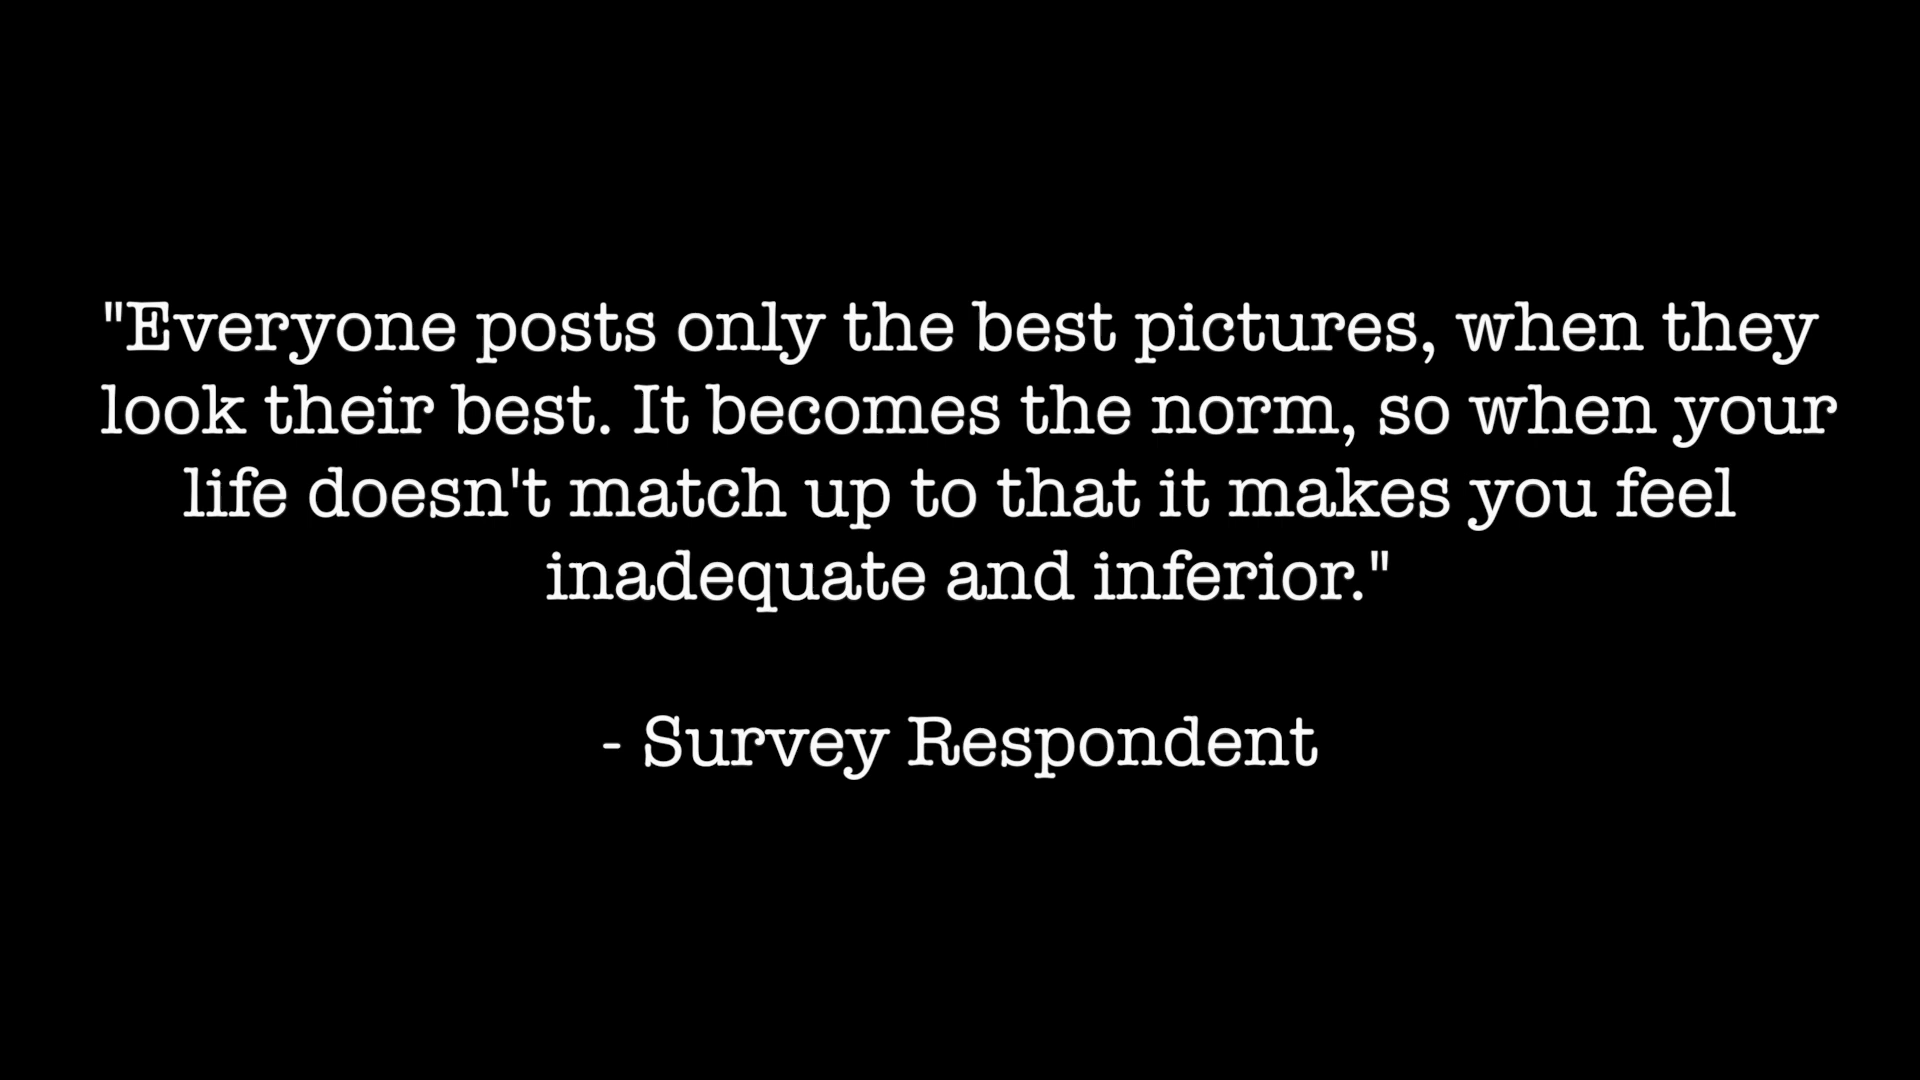 "Everyone posts only the best pictures, when they
look their best. It becomes the norm, so when your
life doesn't match up to that it makes you feel
inadequate and inferior."
- Survey Respondent